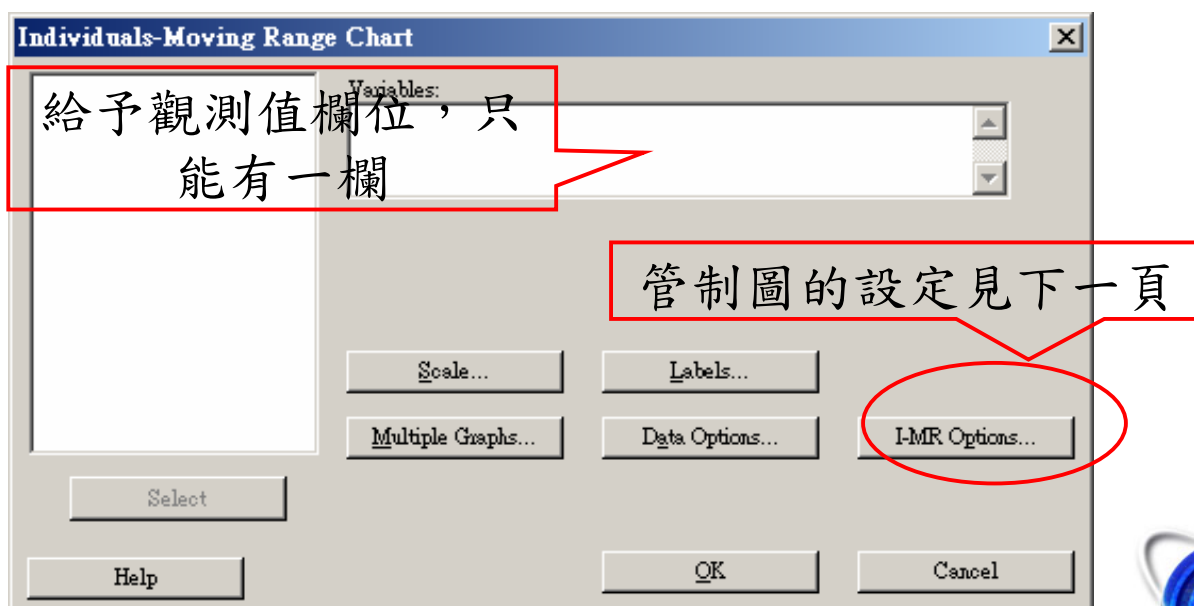 Individuals-Moving Range Chart
Variables:
給予觀測值欄位，只
能有一欄
管制圖的設定見下一頁
Scale...
Labels...
Multiple Graphs...
Data Options...
I-MR Options...
Select
Help
OK
Cancel